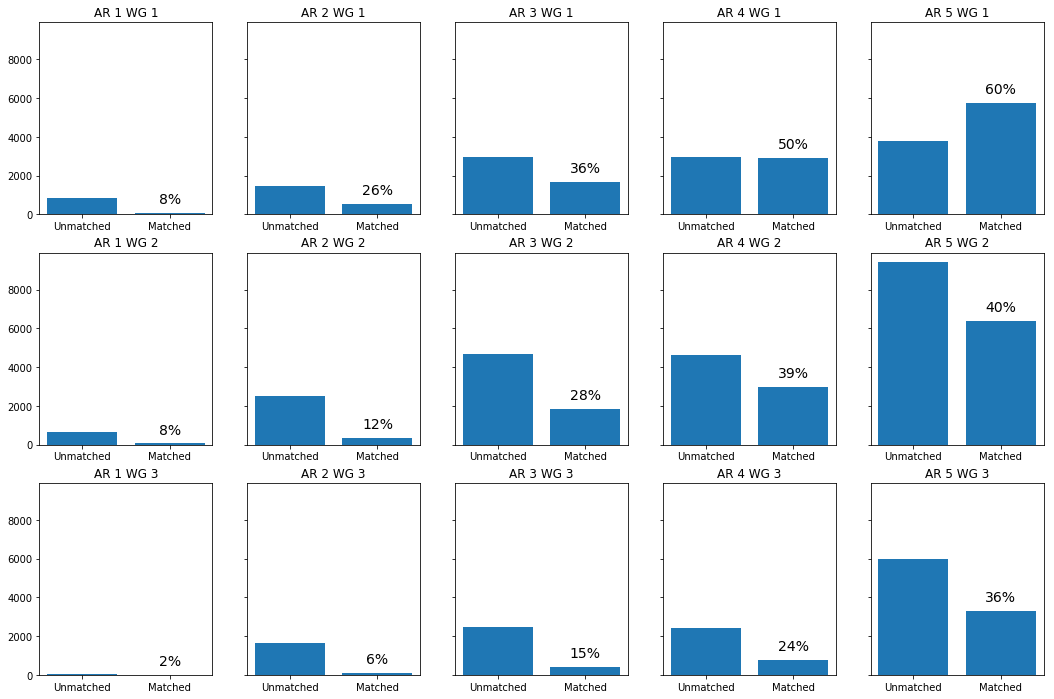 AR 1 WG 1
AR 2 WG 1
AR 3 WG 1
AR 4 WG 1
AR 5 WG 1
8000
6000
4000
2000
0
8%
26%
36%
50%
60%
Unmatched Matched
Unmatched Matched
Unmatched Matched
Unmatched Matched
Unmatched Matched
AR 1 WG 2
AR 2 WG 2
AR 3 WG 2
AR 4 WG 2
AR 5 WG 2
8000
6000
4000
2000
0
8%
12%
28%
39%
40%
Unmatched Matched
Unmatched Matched
Unmatched Matched
Unmatched Matched
Unmatched Matched
AR 1 WG 3
AR 2 WG 3
AR 3 WG 3
AR 4 WG 3
AR 5 WG 3
8000
6000
4000
2000
0
2%
6%
15%
24%
36%
Unmatched Matched
Unmatched Matched
Unmatched Matched
Unmatched Matched
Unmatched Matched